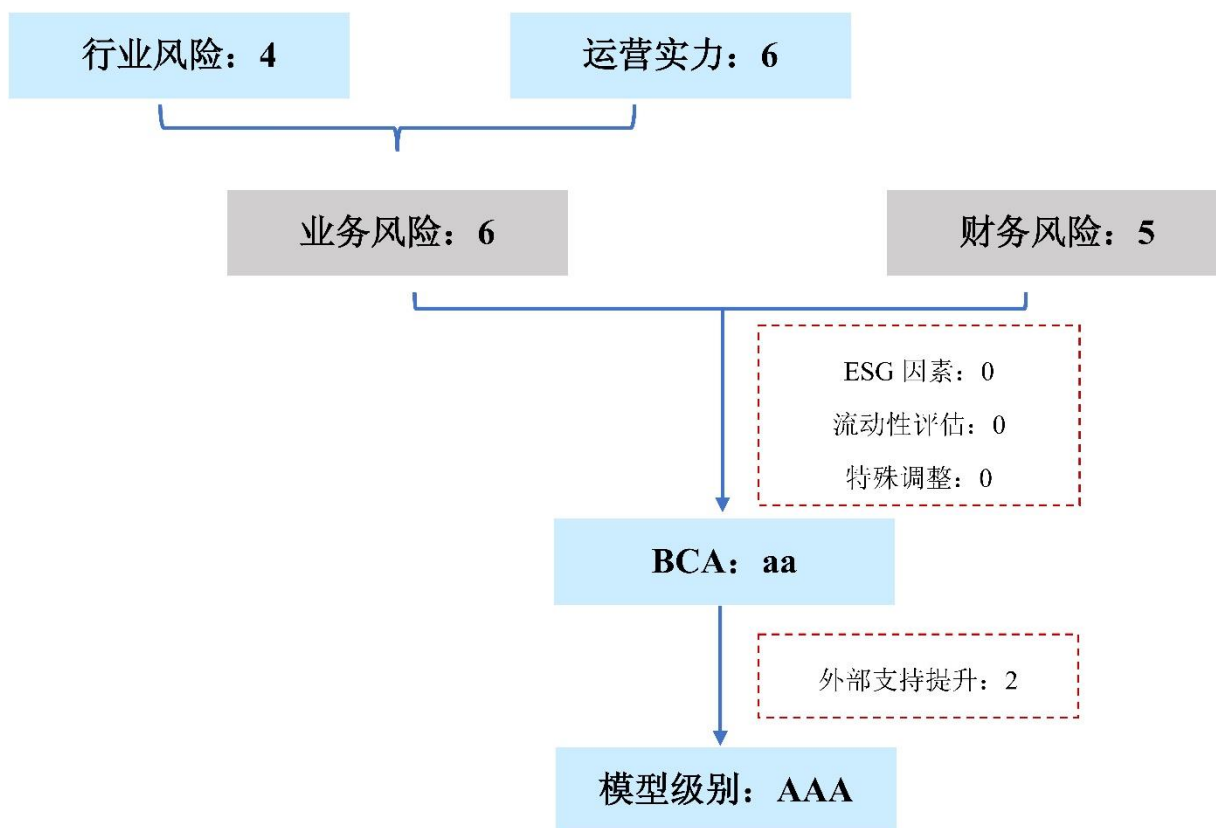 行业风险：4
运营实力：6
业务风险：6
财务风险：5
ESG 因素：0
流动性评估：0
特殊调整：0
BCA：aa
外部支持提升：2
模型级别：AAA